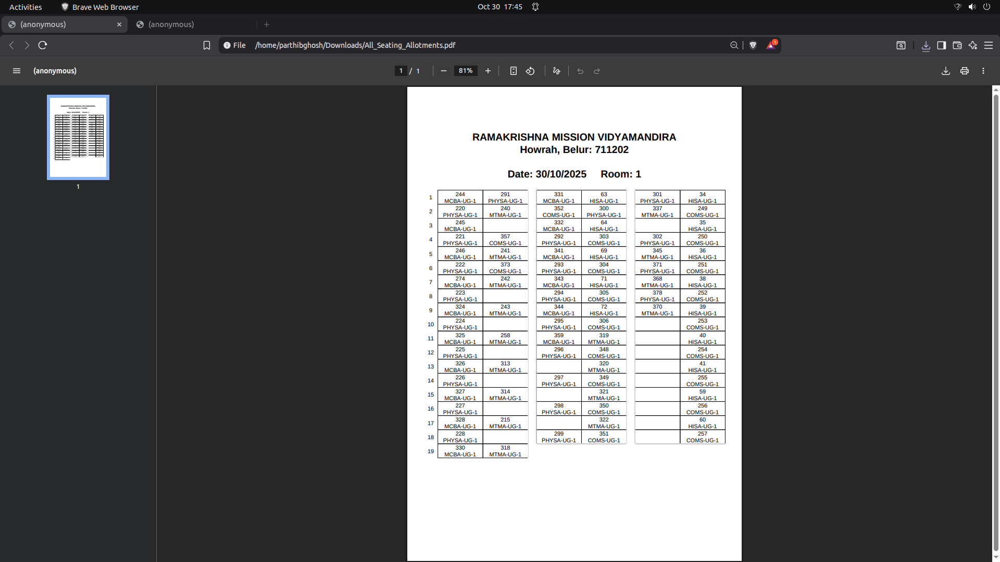 Activities Brave Web Browser Oct 30 17:45
(anonymous) (anonymous)
File /home/parthibghosh/Downloads/All_Seating_Allotments.pdf 1
(anonymous) 1 / 1 81%
RAMAKRISHNA MISSION VIDYAMANDIRA
Howrah, Belur: 711202
Date: 30/10/2025 Room: 1
1
244 291 331 63 301 34
1 MCBA-UG-1 PHYSA-UG-1 MCBA-UG-1 HISA-UG-1 PHYSA-UG-1 HISA-UG-1
220 240 352 300 337 249
2 PHYSA-UG-1 MTMA-UG-1 COMS-UG-1 PHYSA-UG-1 MTMA-UG-1 COMS-UG-1
245 332 64 35
3 MCBA-UG-1 MCBA-UG-1 HISA-UG-1 HISA-UG-1
221 357 292 303 302 250
4 PHYSA-UG-1 COMS-UG-1 PHYSA-UG-1 COMS-UG-1 PHYSA-UG-1 COMS-UG-1
246 241 341 69 345 36
5 MCBA-UG-1 MTMA-UG-1 MCBA-UG-1 HISA-UG-1 MTMA-UG-1 HISA-UG-1
222 373 293 304 371 251
6 PHYSA-UG-1 COMS-UG-1 PHYSA-UG-1 COMS-UG-1 PHYSA-UG-1 COMS-UG-1
274 242 343 71 368 38
7 MCBA-UG-1 MTMA-UG-1 MCBA-UG-1 HISA-UG-1 MTMA-UG-1 HISA-UG-1
223 294 305 378 252
8 PHYSA-UG-1 PHYSA-UG-1 COMS-UG-1 PHYSA-UG-1 COMS-UG-1
324 243 344 72 370 39
9 MCBA-UG-1 MTMA-UG-1 MCBA-UG-1 HISA-UG-1 MTMA-UG-1 HISA-UG-1
224 295 306 253
10 PHYSA-UG-1 PHYSA-UG-1 COMS-UG-1 COMS-UG-1
325 258 359 319 40
11 MCBA-UG-1 MTMA-UG-1 MCBA-UG-1 MTMA-UG-1 HISA-UG-1
225 296 348 254
12 PHYSA-UG-1 PHYSA-UG-1 COMS-UG-1 COMS-UG-1
326 313 320 41
13 MCBA-UG-1 MTMA-UG-1 MTMA-UG-1 HISA-UG-1
226 297 349 255
14 PHYSA-UG-1 PHYSA-UG-1 COMS-UG-1 COMS-UG-1
327 314 321 59
15 MCBA-UG-1 MTMA-UG-1 MTMA-UG-1 HISA-UG-1
227 298 350 256
16 PHYSA-UG-1 PHYSA-UG-1 COMS-UG-1 COMS-UG-1
328 215 322 60
17 MCBA-UG-1 MTMA-UG-1 MTMA-UG-1 HISA-UG-1
228 299 351 257
18 PHYSA-UG-1 PHYSA-UG-1 COMS-UG-1 COMS-UG-1
330 318
19 MCBA-UG-1 MTMA-UG-1